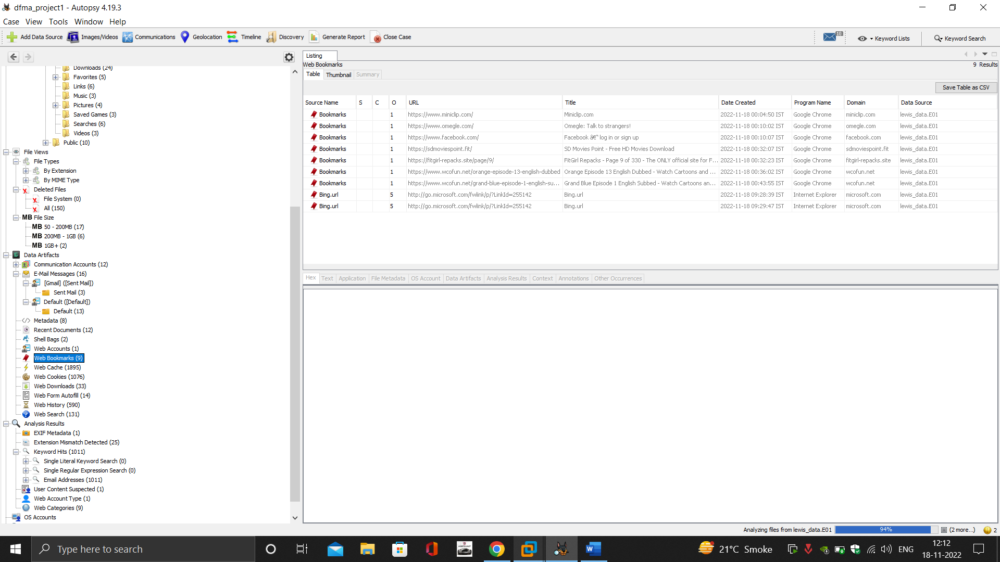 dfma_project1 - Autopsy 4.19.3
Case View Tools Window Help
Add Data Source Images/Videos Communications Geolocation Timeline Discovery Generate Report Close Case 10 Keyword Lists Keyword Search
Downloads (24)
Favorites (5)
Links (6)
Music (3)
Pictures (4)
Saved Games (3)
Searches (6)
Videos (3)
Public (10)
File Views
File Types
By Extension
By MIME Type
Deleted Files
File System (0)
All (150)
MB File Size
MB 50 - 200MB (17)
MB 200MB - 1GB (6)
MB 1GB+ (2)
Data Artifacts
Communication Accounts (12)
E-Mail Messages (16)
[Gmail] ([Sent Mail])
Sent Mail (3)
Default ([Default])
Default (13)
Metadata (8)
Recent Documents (12)
Shell Bags (2)
Web Accounts (1)
Web Bookmarks (9)
Web Cache (1895)
Web Cookies (1076)
Web Downloads (33)
Web Form Autofill (14)
Web History (590)
Web Search (131)
Analysis Results
EXIF Metadata (1)
Extension Mismatch Detected (25)
Keyword Hits (1011)
Single Literal Keyword Search (0)
Single Regular Expression Search (0)
Email Addresses (1011)
User Content Suspected (1)
Web Account Type (1)
Web Categories (9)
OS Accounts
Listing
Web Bookmarks 9 Results
Table Thumbnail Summary
Save Table as CSV
Source Name S C O URL Title Date Created Program Name Domain Data Source
Bookmarks 1 https://www.miniclip.com/ Miniclip.com 2022-11-18 00:04:50 IST Google Chrome miniclip.com lewis_data.E01
Bookmarks 1 https://www.omegle.com/ Omegle: Talk to strangers! 2022-11-18 00:10:02 IST Google Chrome omegle.com lewis_data.E01
Bookmarks 1 https://www.facebook.com/ Facebook â€“ log in or sign up 2022-11-18 00:10:07 IST Google Chrome facebook.com lewis_data.E01
Bookmarks 1 https://sdmoviespoint.fit/ SD Movies Point - Free HD Movies Download 2022-11-18 00:32:07 IST Google Chrome sdmoviespoint.fit lewis_data.E01
Bookmarks 1 https://fitgirl-repacks.site/page/9/ FitGirl Repacks - Page 9 of 330 - The ONLY official site for F... 2022-11-18 00:32:23 IST Google Chrome fitgirl-repacks.site lewis_data.E01
Bookmarks 1 https://www.wcofun.net/orange-episode-13-english-dubbed Orange Episode 13 English Dubbed - Watch Cartoons and ... 2022-11-18 00:36:02 IST Google Chrome wcofun.net lewis_data.E01
Bookmarks 1 https://www.wcofun.net/grand-blue-episode-1-english-su... Grand Blue Episode 1 English Subbed - Watch Cartoons an... 2022-11-18 00:43:55 IST Google Chrome wcofun.net lewis_data.E01
Bing.url 5 http://go.microsoft.com/fwlink/p/?LinkId=255142 Bing.url 2022-11-18 09:28:39 IST Internet Explorer microsoft.com lewis_data.E01
Bing.url 5 http://go.microsoft.com/fwlink/p/?LinkId=255142 Bing.url 2022-11-18 09:29:47 IST Internet Explorer microsoft.com lewis_data.E01
Hex Text Application File Metadata OS Account Data Artifacts Analysis Results Context Annotations Other Occurrences
Analyzing files from lewis_data.E01 94% (2 more...) 2
Type here to search
21°C Smoke ENG 12:12
18-11-2022